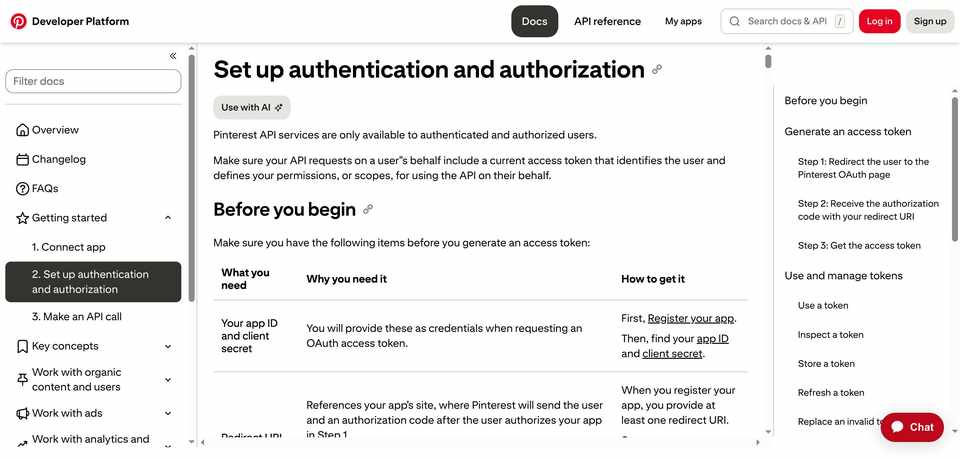 Developer Platform
Docs
API reference
My apps
Search docs & API /
Log in
Sign up
«
Filter docs
Overview
Changelog
FAQs
Getting started
1. Connect app
2. Set up authentication
and authorization
3. Make an API call
Key concepts
Work with organic
content and users
Work with ads
Work with analytics and
Set up authentication and authorization
Use with AI
Pinterest API services are only available to authenticated and authorized users.
Make sure your API requests on a user"s behalf include a current access token that identifies the user and
defines your permissions, or scopes, for using the API on their behalf.
Before you begin
Make sure you have the following items before you generate an access token:
What you
need
Why you need it
How to get it
Your app ID
and client
secret
You will provide these as credentials when requesting an
OAuth access token.
First, Register your app.
Then, find your app ID
and client secret.
Redirect URI
References your app's site, where Pinterest will send the user
and an authorization code after the user authorizes your app
in Step 1
When you register your
app, you provide at
least one redirect URI.
Before you begin
Generate an access token
Step 1: Redirect the user to the
Pinterest OAuth page
Step 2: Receive the authorization
code with your redirect URI
Step 3: Get the access token
Use and manage tokens
Use a token
Inspect a token
Store a token
Refresh a token
Replace an invalid
Chat